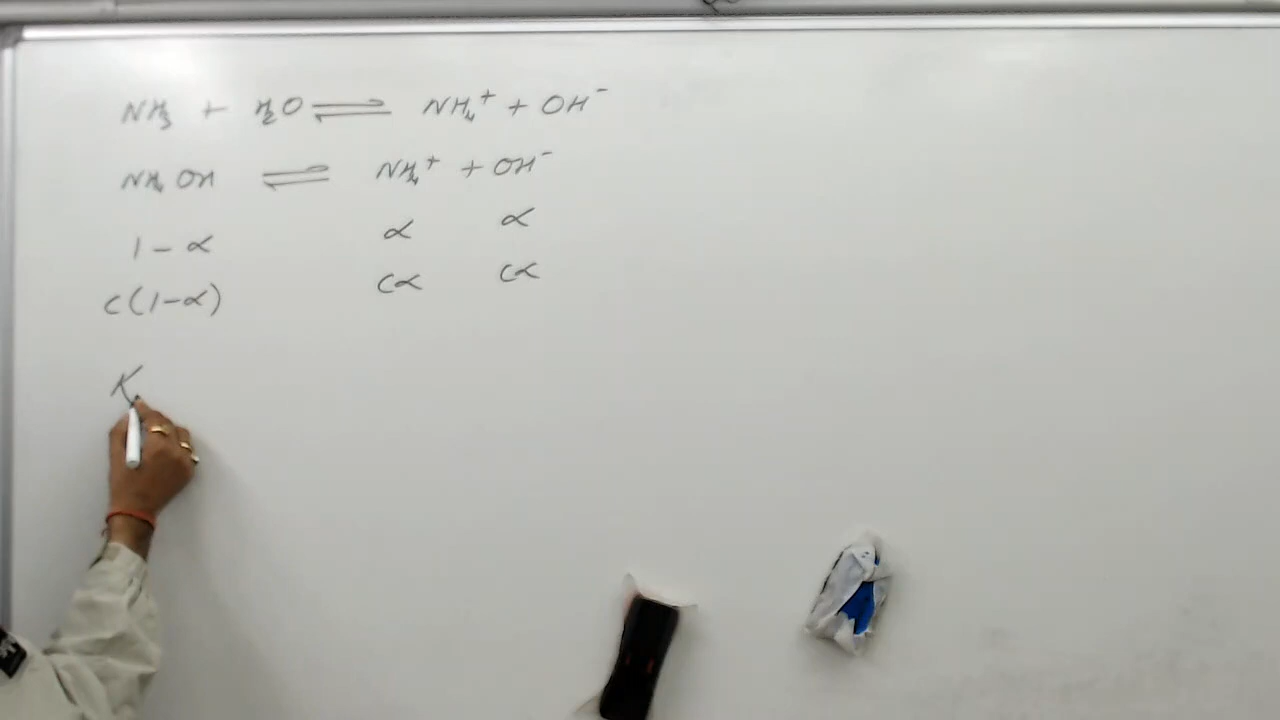 NH₃ + H₂O ⇌ NH₄⁺ + OH⁻
NH₄OH ⇌ NH₄⁺ + OH⁻
1 - α α α
c(1-α) cα cα
K